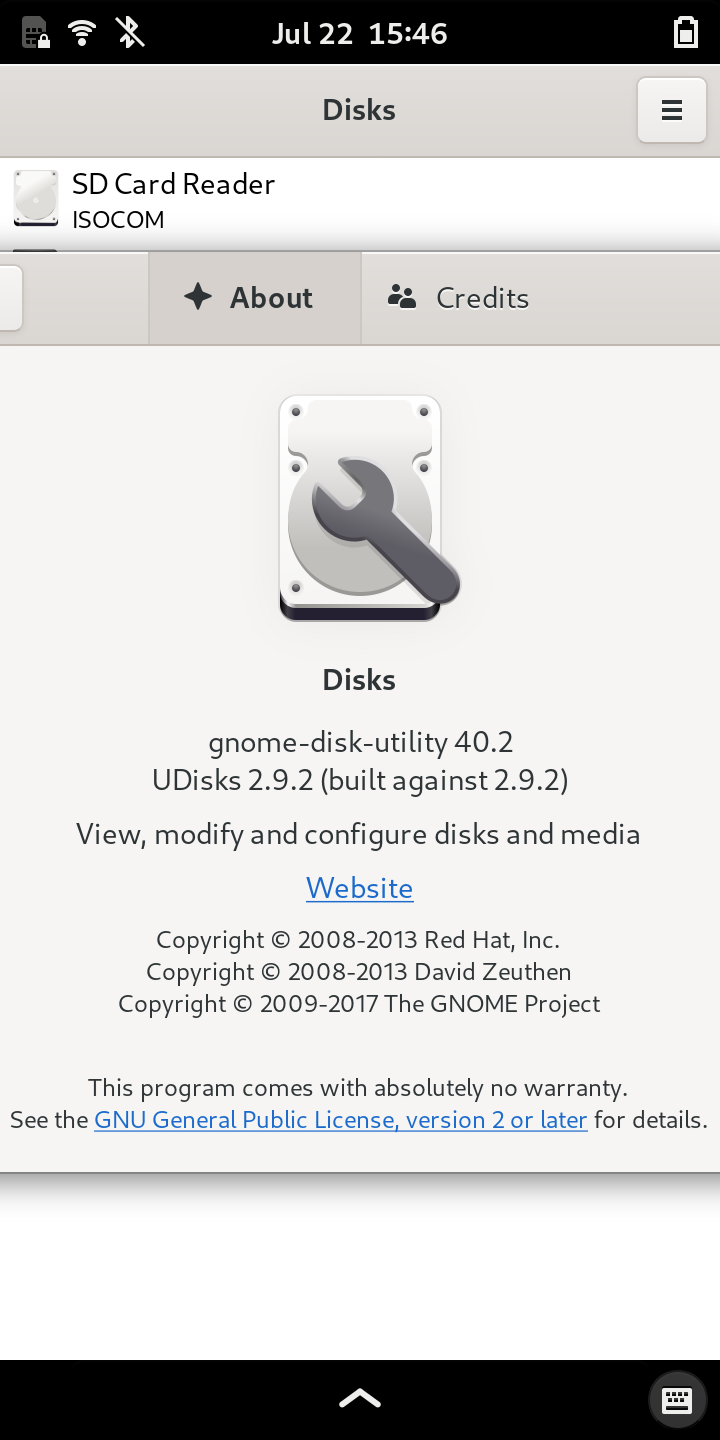 Jul 22 15:46
Disks
SD Card Reader
ISOCOM
About
Credits
Disks
gnome-disk-utility 40.2
UDisks 2.9.2 (built against 2.9.2)
View, modify and configure disks and media
Website
Copyright © 2008-2013 Red Hat, Inc.
Copyright © 2008-2013 David Zeuthen
Copyright © 2009-2017 The GNOME Project
This program comes with absolutely no warranty.
See the GNU General Public License, version 2 or later for details.